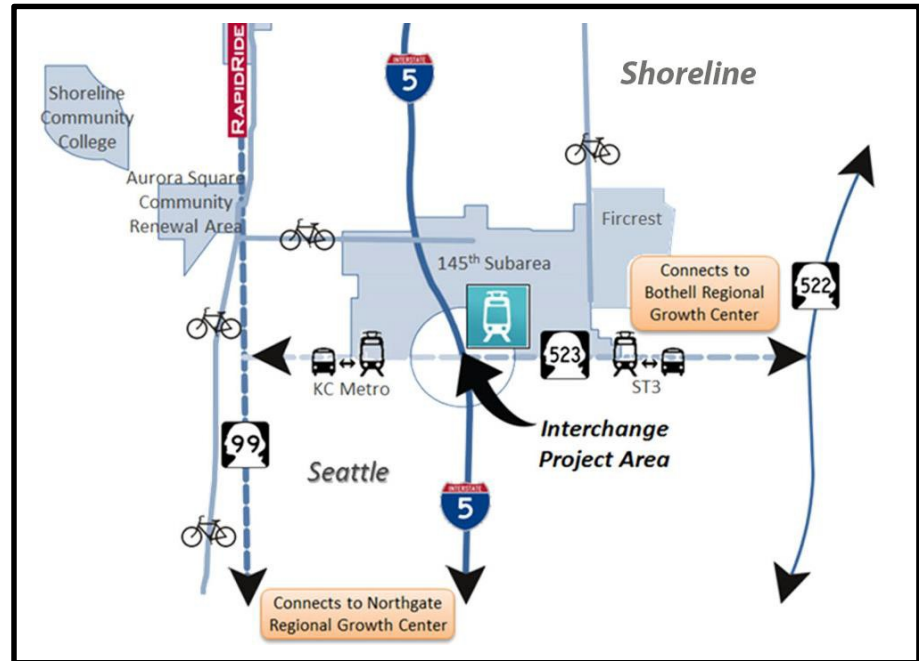 RAPIDRIDE
INTERSTATE
5
Shoreline
Shoreline
Community
College
Aurora Square
Community
Renewal Area
Fircrest
145th Subarea
Connects to
Bothell Regional
Growth Center
522
523
KC Metro
ST3
Interchange
Project Area
99
Seattle
INTERSTATE
5
Connects to Northgate
Regional Growth Center